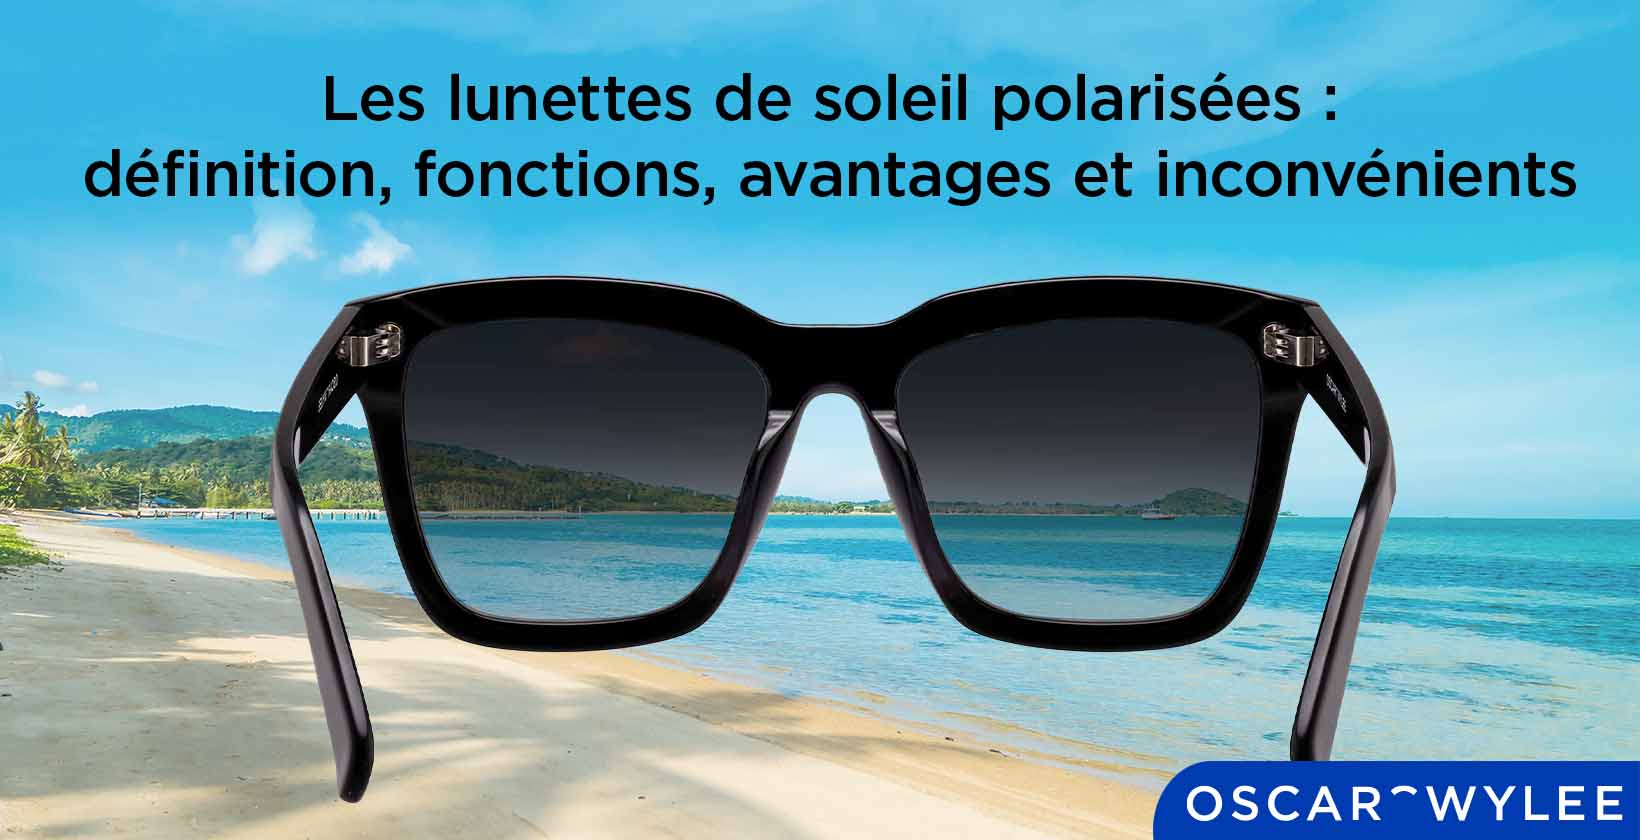 Les lunettes de soleil polarisées :
définition, fonctions, avantages et inconvénients
OSCAR WYLEE